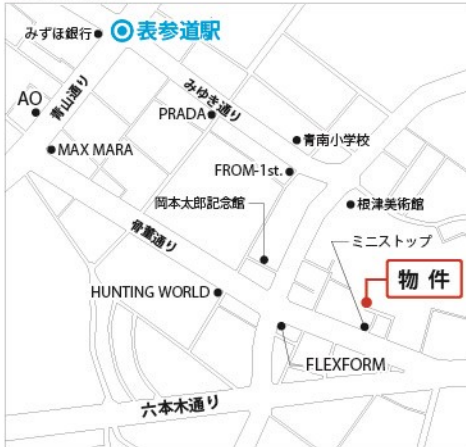 みずほ銀行
表参道駅
AO
青山通り
みゆき通り
PRADA
MAX MARA
青南小学校
FROM-1st.
岡本太郎記念館
根津美術館
骨董通り
ミニストップ
物件
HUNTING WORLD
FLEXFORM
六本木通り